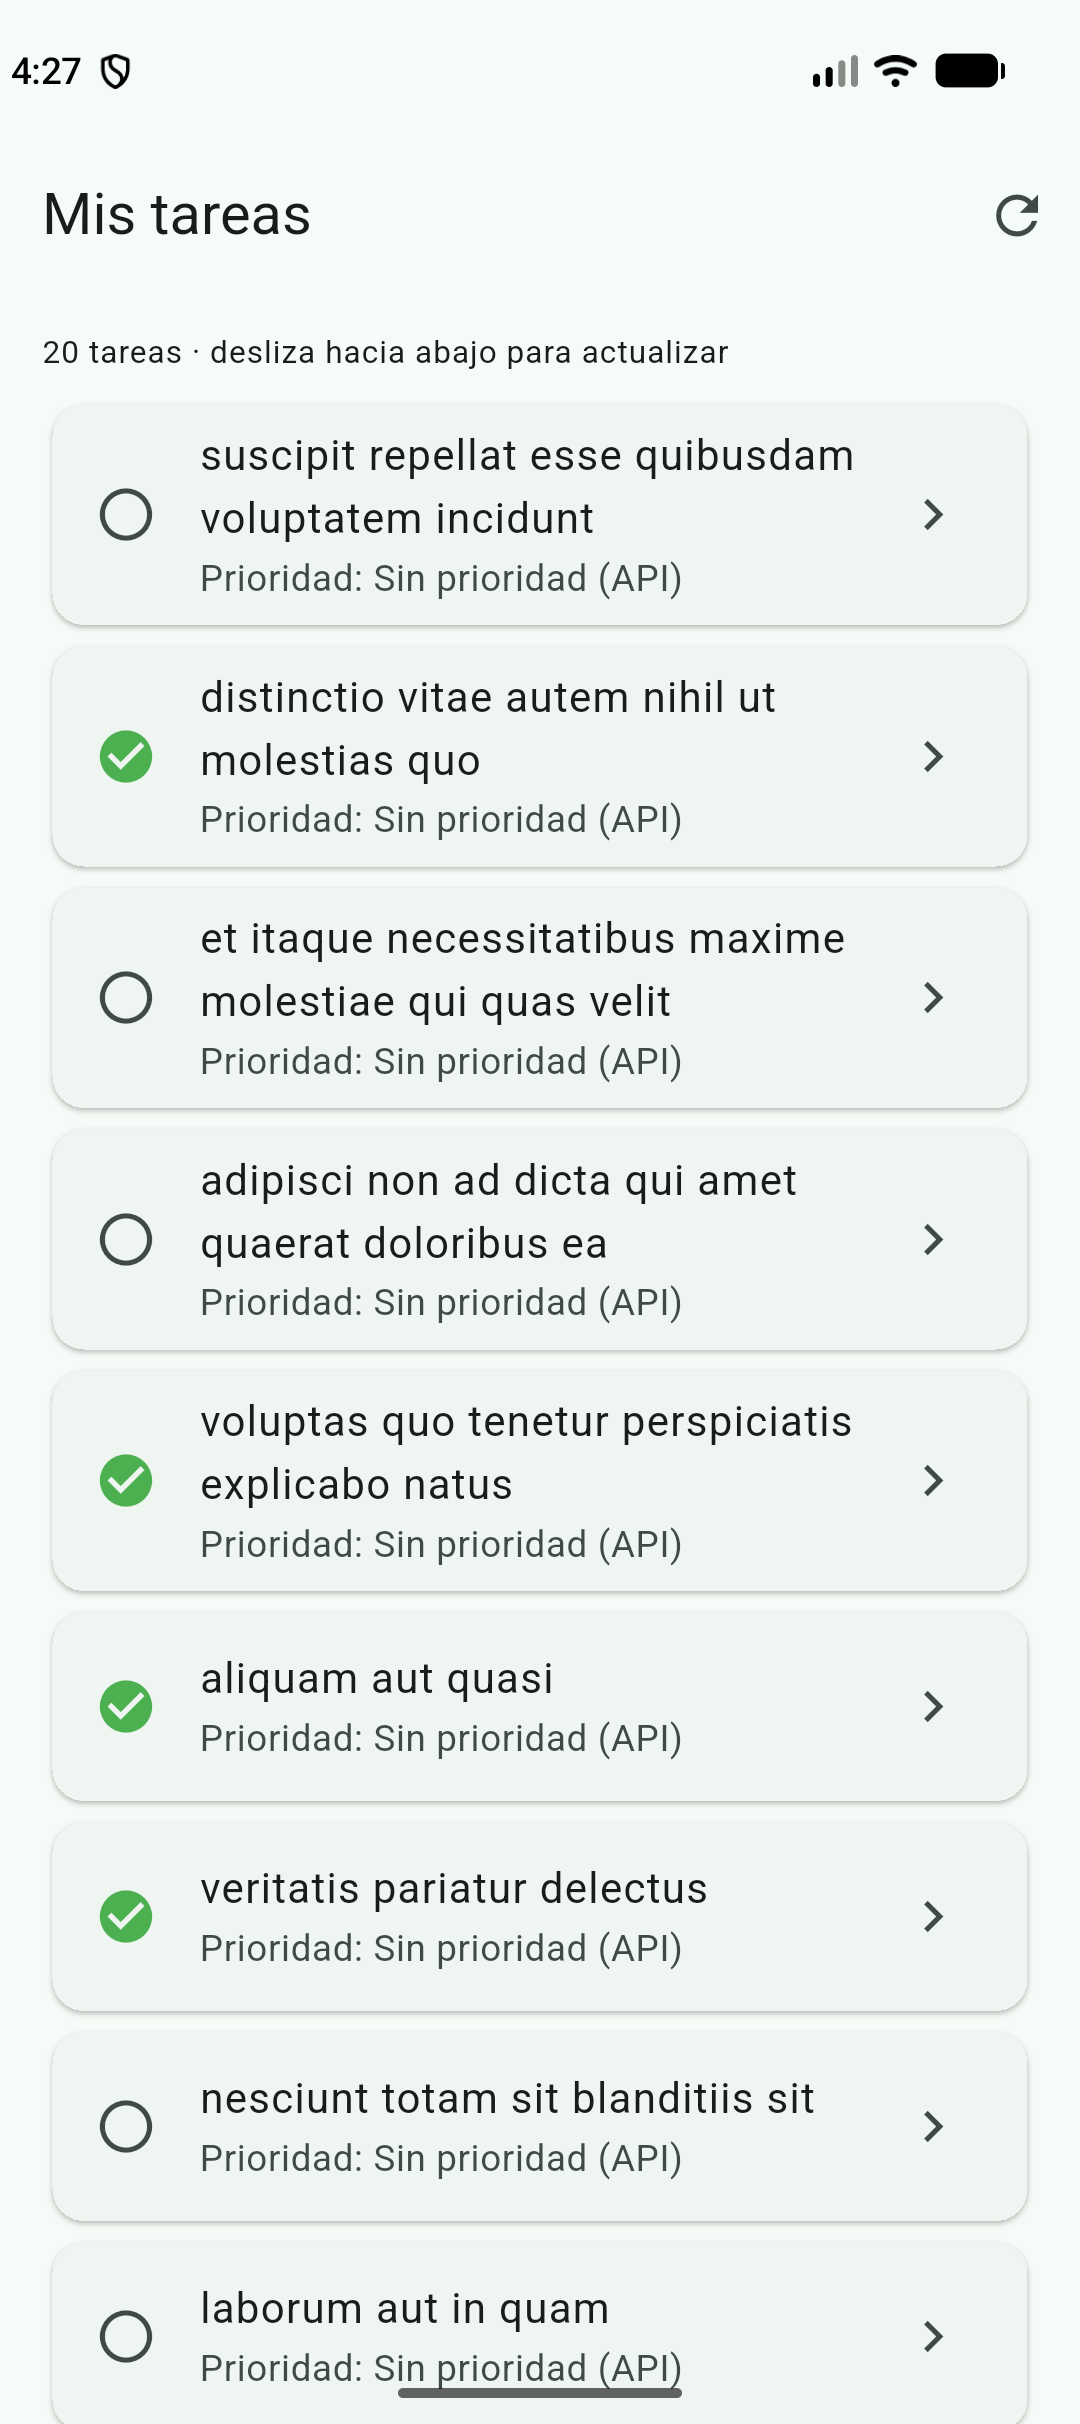 4:27
Mis tareas
20 tareas · desliza hacia abajo para actualizar
suscipit repellat esse quibusdam
voluptatem incidunt
Prioridad: Sin prioridad (API)
distinctio vitae autem nihil ut
molestias quo
Prioridad: Sin prioridad (API)
et itaque necessitatibus maxime
molestiae qui quas velit
Prioridad: Sin prioridad (API)
adipisci non ad dicta qui amet
quaerat doloribus ea
Prioridad: Sin prioridad (API)
voluptas quo tenetur perspiciatis
explicabo natus
Prioridad: Sin prioridad (API)
aliquam aut quasi
Prioridad: Sin prioridad (API)
veritatis pariatur delectus
Prioridad: Sin prioridad (API)
nesciunt totam sit blanditiis sit
Prioridad: Sin prioridad (API)
laborum aut in quam
Prioridad: Sin prioridad (API)